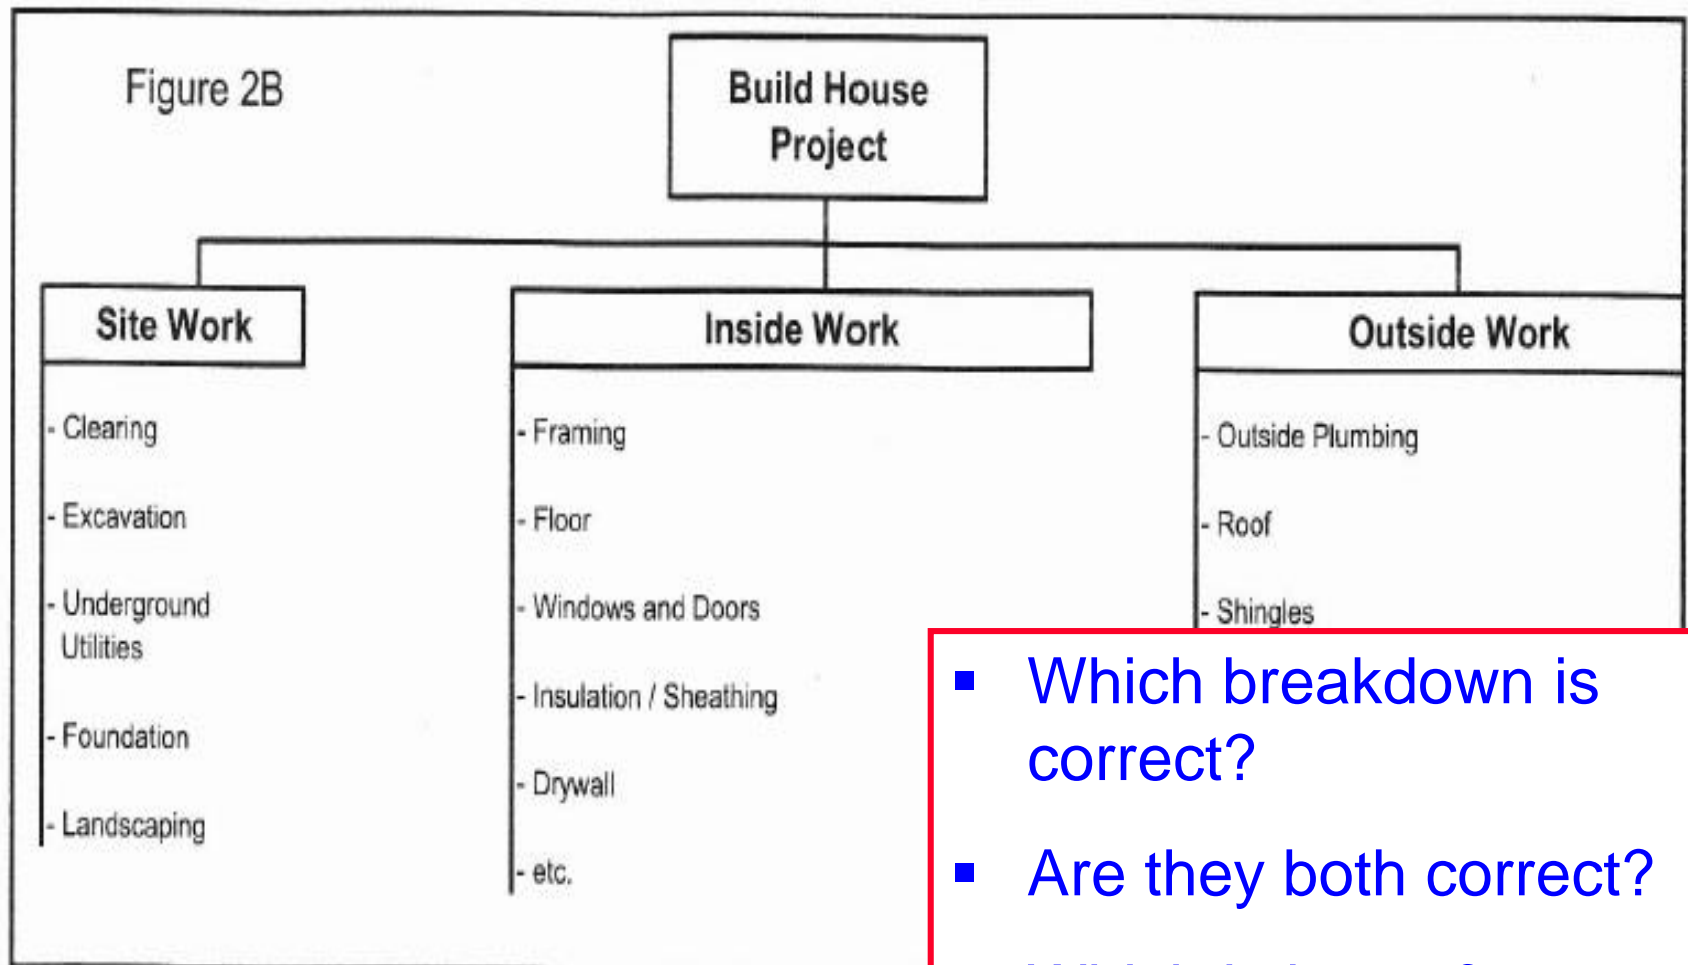 Figure 2B
Build House
Project
Site Work
- Clearing
- Excavation
- Underground
Utilities
- Foundation
- Landscaping
Inside Work
- Framing
- Floor
- Windows and Doors
- Insulation / Sheathing
- Drywall
- etc.
Outside Work
- Outside Plumbing
- Roof
- Shingles
▪ Which breakdown is
correct?
▪ Are they both correct?